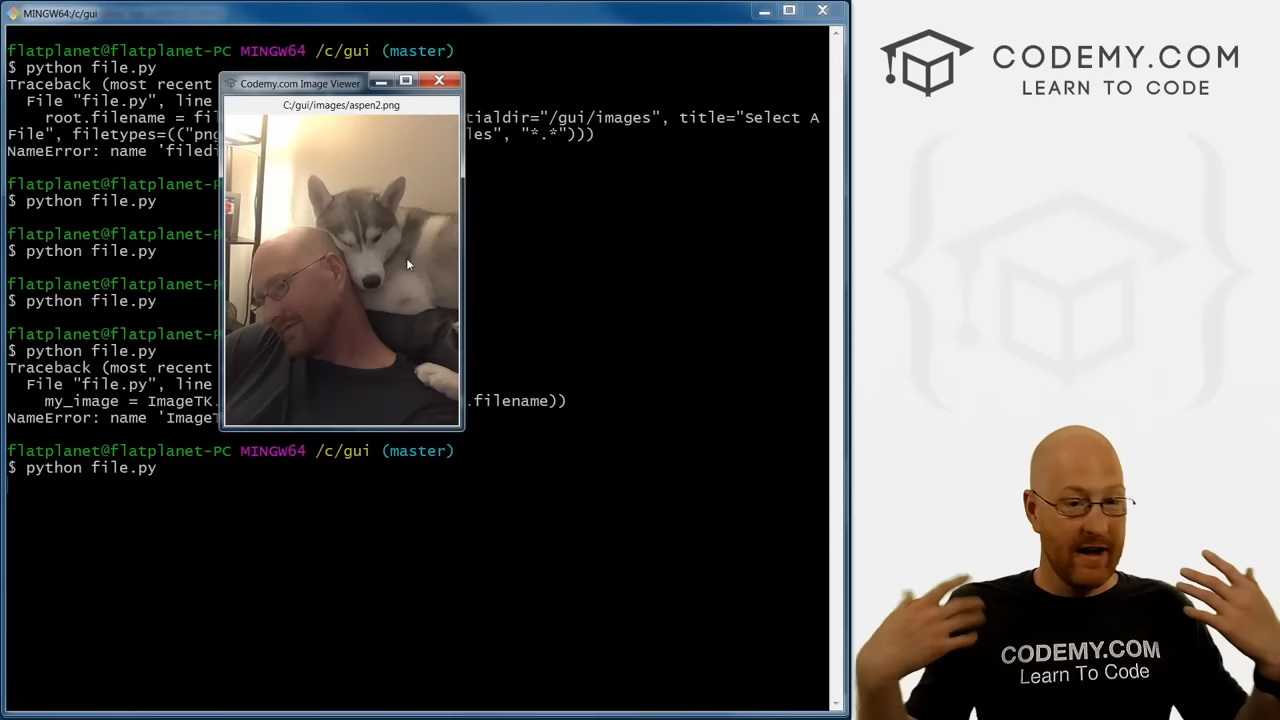 MINGW64:/c/gui
flatplanet@flatplanet-PC MINGW64 /c/gui (master)
$ python file.py
Traceback (most recent
File "file.py", line
root.filename = fil
tialdir="/gui/images", title="Select A
File", filetypes=(("png
les", "*.*")))
NameError: name 'filedi
flatplanet@flatplanet-P
$ python file.py
flatplanet@flatplanet-P
$ python file.py
flatplanet@flatplanet-P
$ python file.py
flatplanet@flatplanet-P
$ python file.py
Traceback (most recent
File "file.py", line
my_image = ImageTK.
.filename))
NameError: name 'ImageT
flatplanet@flatplanet-PC MINGW64 /c/gui (master)
$ python file.py
Codemy.com Image Viewer
C:/gui/images/aspen2.png
CODEMY.COM
LEARN TO CODE
CODEMY.COM
Learn To Code